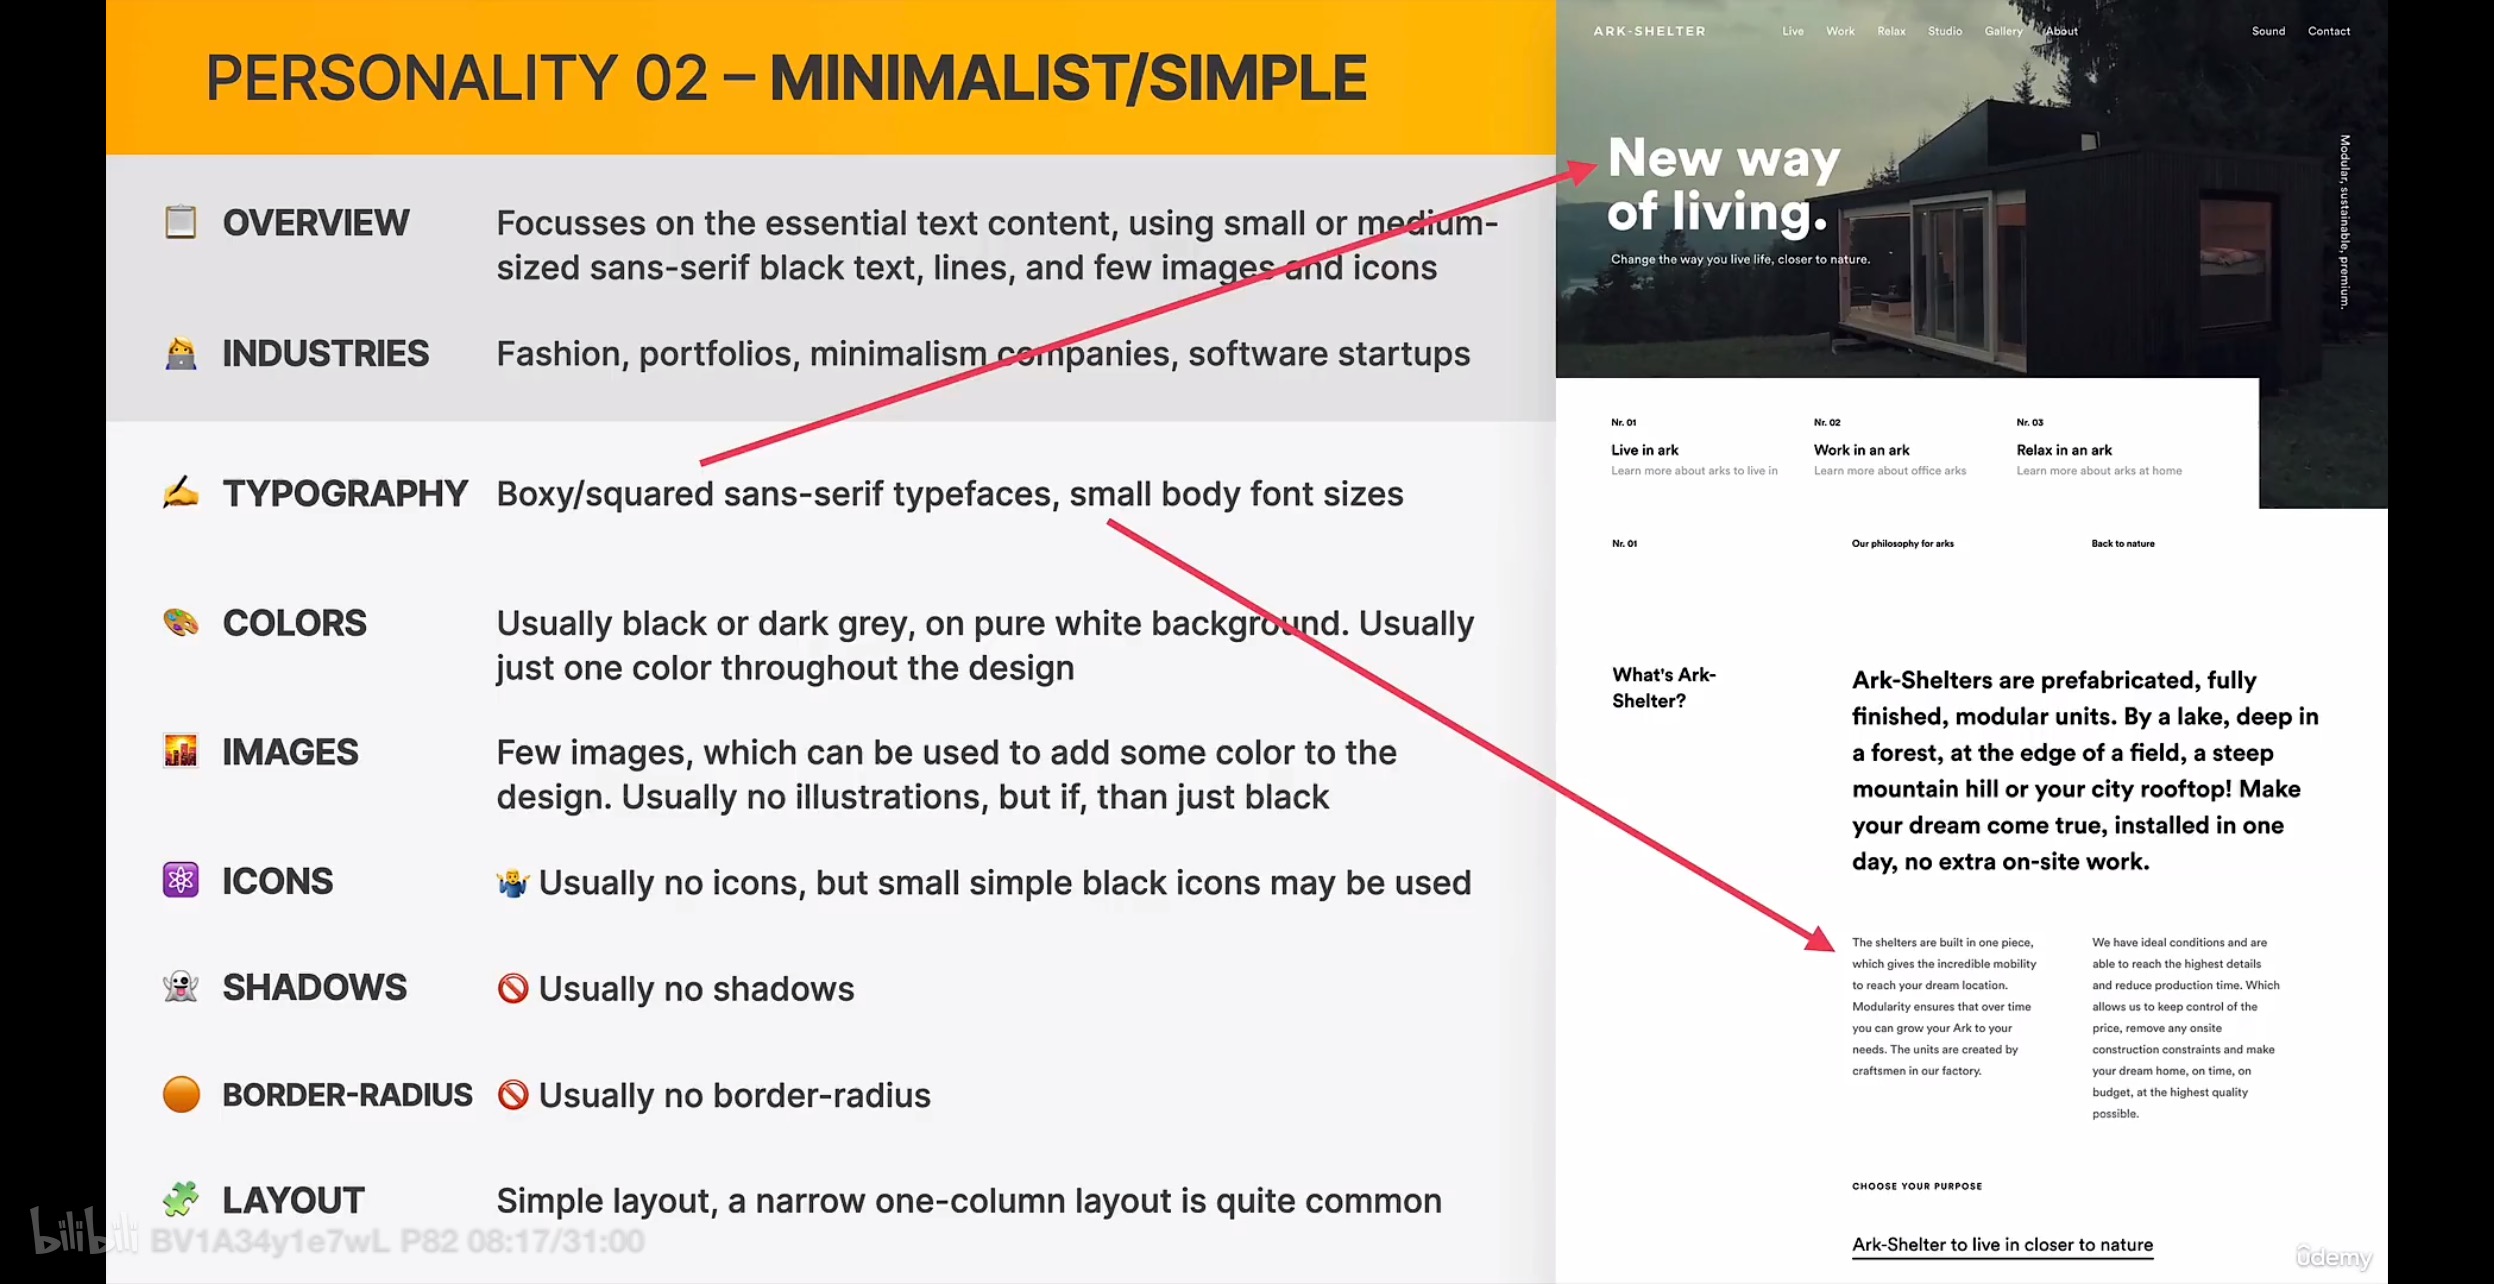 PERSONALITY 02 – MINIMALIST/SIMPLE
OVERVIEW
Focusses on the essential text content, using small or medium-
sized sans-serif black text, lines, and few images and icons
INDUSTRIES
Fashion, portfolios, minimalism companies, software startups
TYPOGRAPHY
Boxy/squared sans-serif typefaces, small body font sizes
COLORS
Usually black or dark grey, on pure white background. Usually
just one color throughout the design
IMAGES
Few images, which can be used to add some color to the
design. Usually no illustrations, but if, than just black
ICONS
Usually no icons, but small simple black icons may be used
SHADOWS
Usually no shadows
BORDER-RADIUS
Usually no border-radius
LAYOUT
Simple layout, a narrow one-column layout is quite common
bilibili BV1A34y1e7wL P82 08:17/31:00
ARK-SHELTER
Live Work Relax Studio Gallery About
Sound Contact
New way
of living.
Change the way you live life, closer to nature.
Modular, sustainable, premium.
Nr. 01
Live in ark
Learn more about arks to live in
Nr. 02
Work in an ark
Learn more about office arks
Nr. 03
Relax in an ark
Learn more about arks at home
Nr. 01
Our philosophy for arks
Back to nature
What's Ark-
Shelter?
Ark-Shelters are prefabricated, fully
finished, modular units. By a lake, deep in
a forest, at the edge of a field, a steep
mountain hill or your city rooftop! Make
your dream come true, installed in one
day, no extra on-site work.
The shelters are built in one piece,
which gives the incredible mobility
to reach your dream location.
Modularity ensures that over time
you can grow your Ark to your
needs. The units are created by
craftsmen in our factory.
We have ideal conditions and are
able to reach the highest details
and reduce production time. Which
allows us to keep control of the
price, remove any onsite
construction constraints and make
your dream home, on time, on
budget, at the highest quality
possible.
CHOOSE YOUR PURPOSE
Ark-Shelter to live in closer to nature
ûdemy